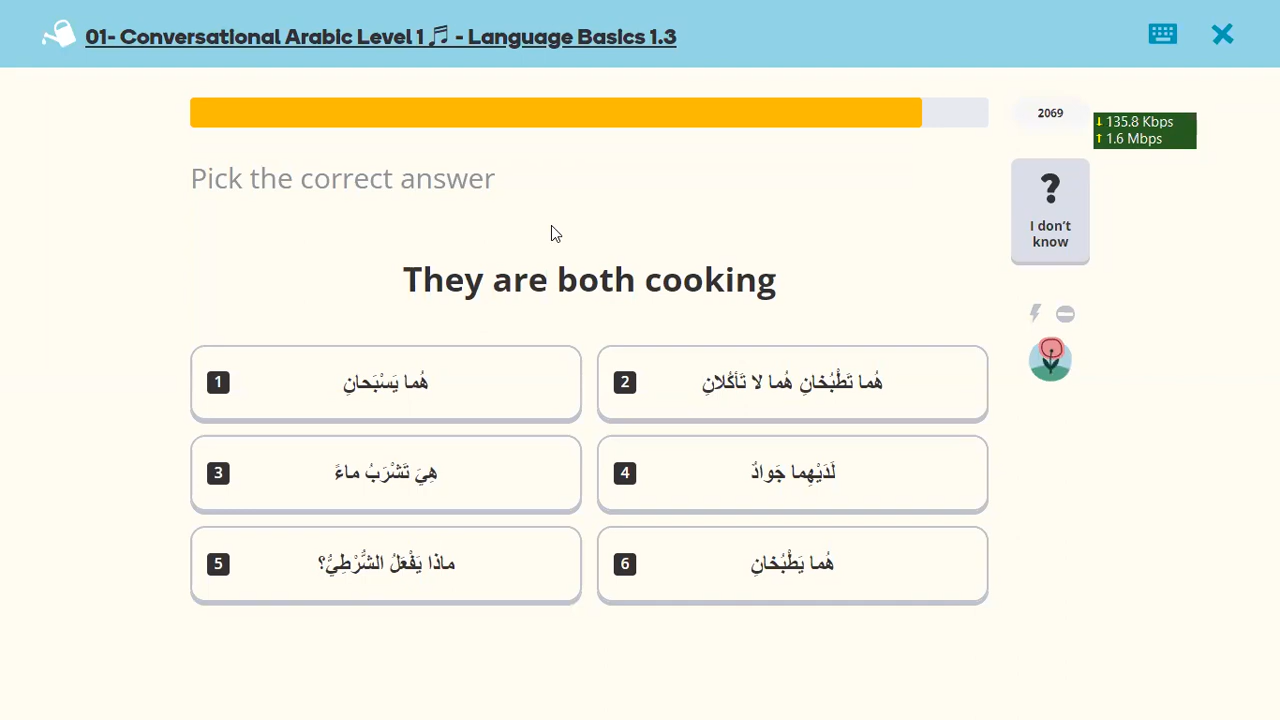 01- Conversational Arabic Level 1 🎵 - Language Basics 1.3
2069
↓ 135.8 Kbps
↑ 1.6 Mbps
Pick the correct answer
?
I don't
know
They are both cooking
1 هُما يَسْبَحانِ
2 هُما تَطْبُخانِ هُما لا تَأكُلانِ
3 هِيَ تَشْرَبُ ماءً
4 لَدَيْهِما جَوادٌ
5 ماذا يَفْعَلُ الشُّرْطِيُّ؟
6 هُما يَطْبُخانِ